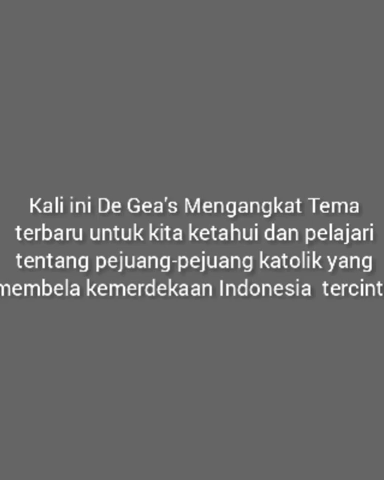 Kali ini De Gea's Mengangkat Tema
terbaru untuk kita ketahui dan pelajari
tentang pejuang-pejuang katolik yang
membela kemerdekaan Indonesia tercint